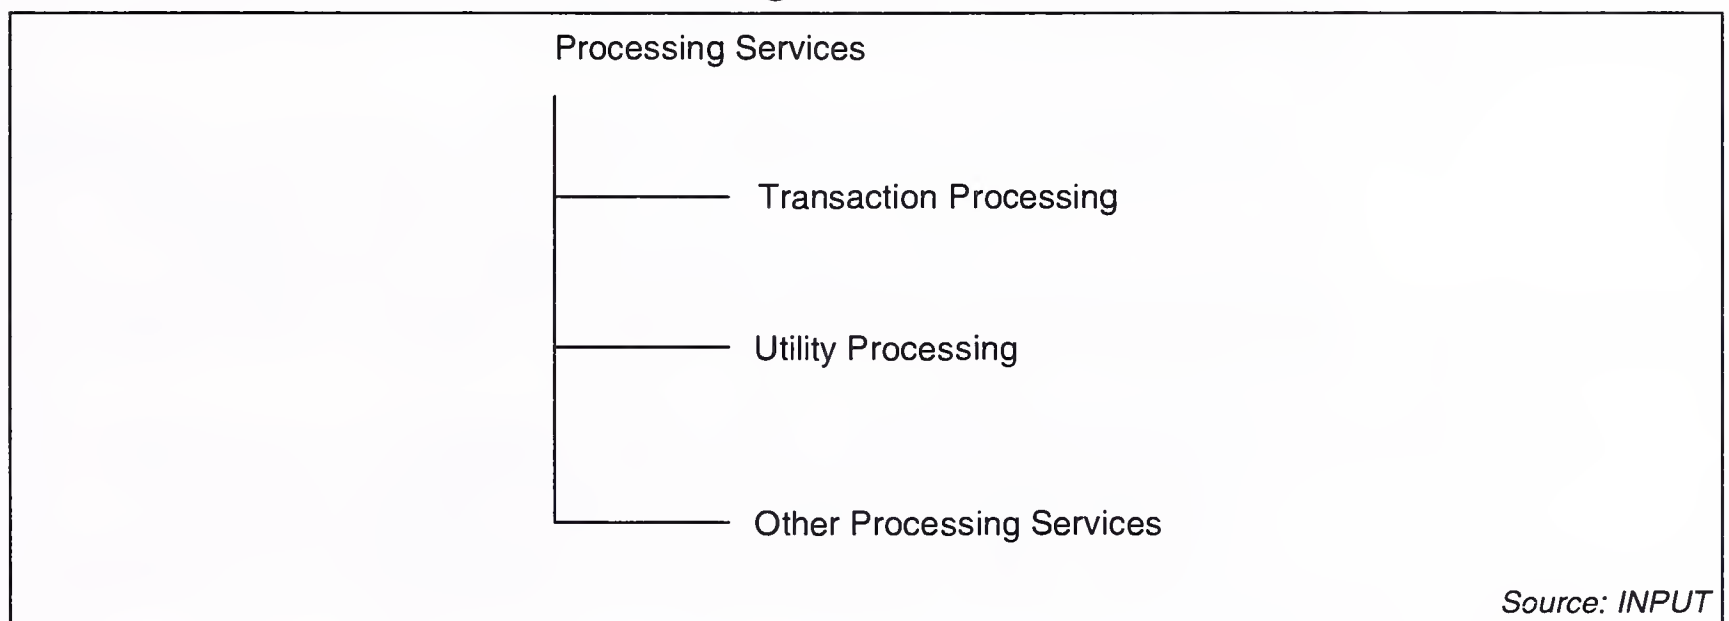 Processing Services
Transaction Processing
Utility Processing
Other Processing Services
Source: INPUT